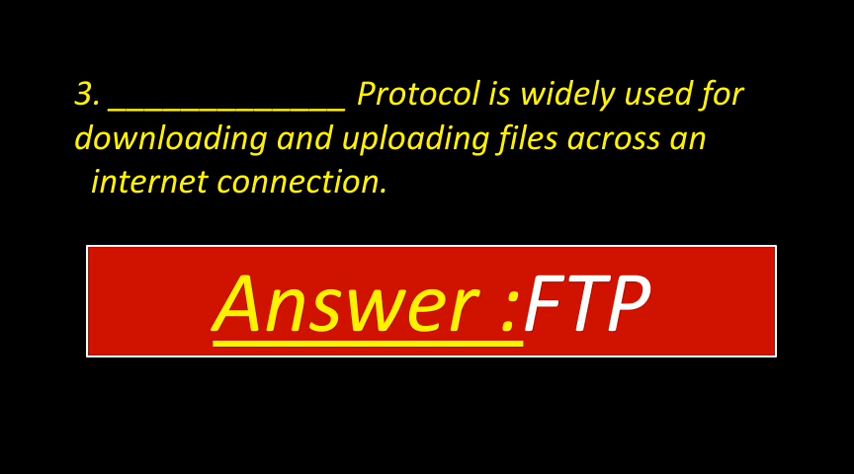 3. _____________ Protocol is widely used for
downloading and uploading files across an
internet connection.
Answer :FTP